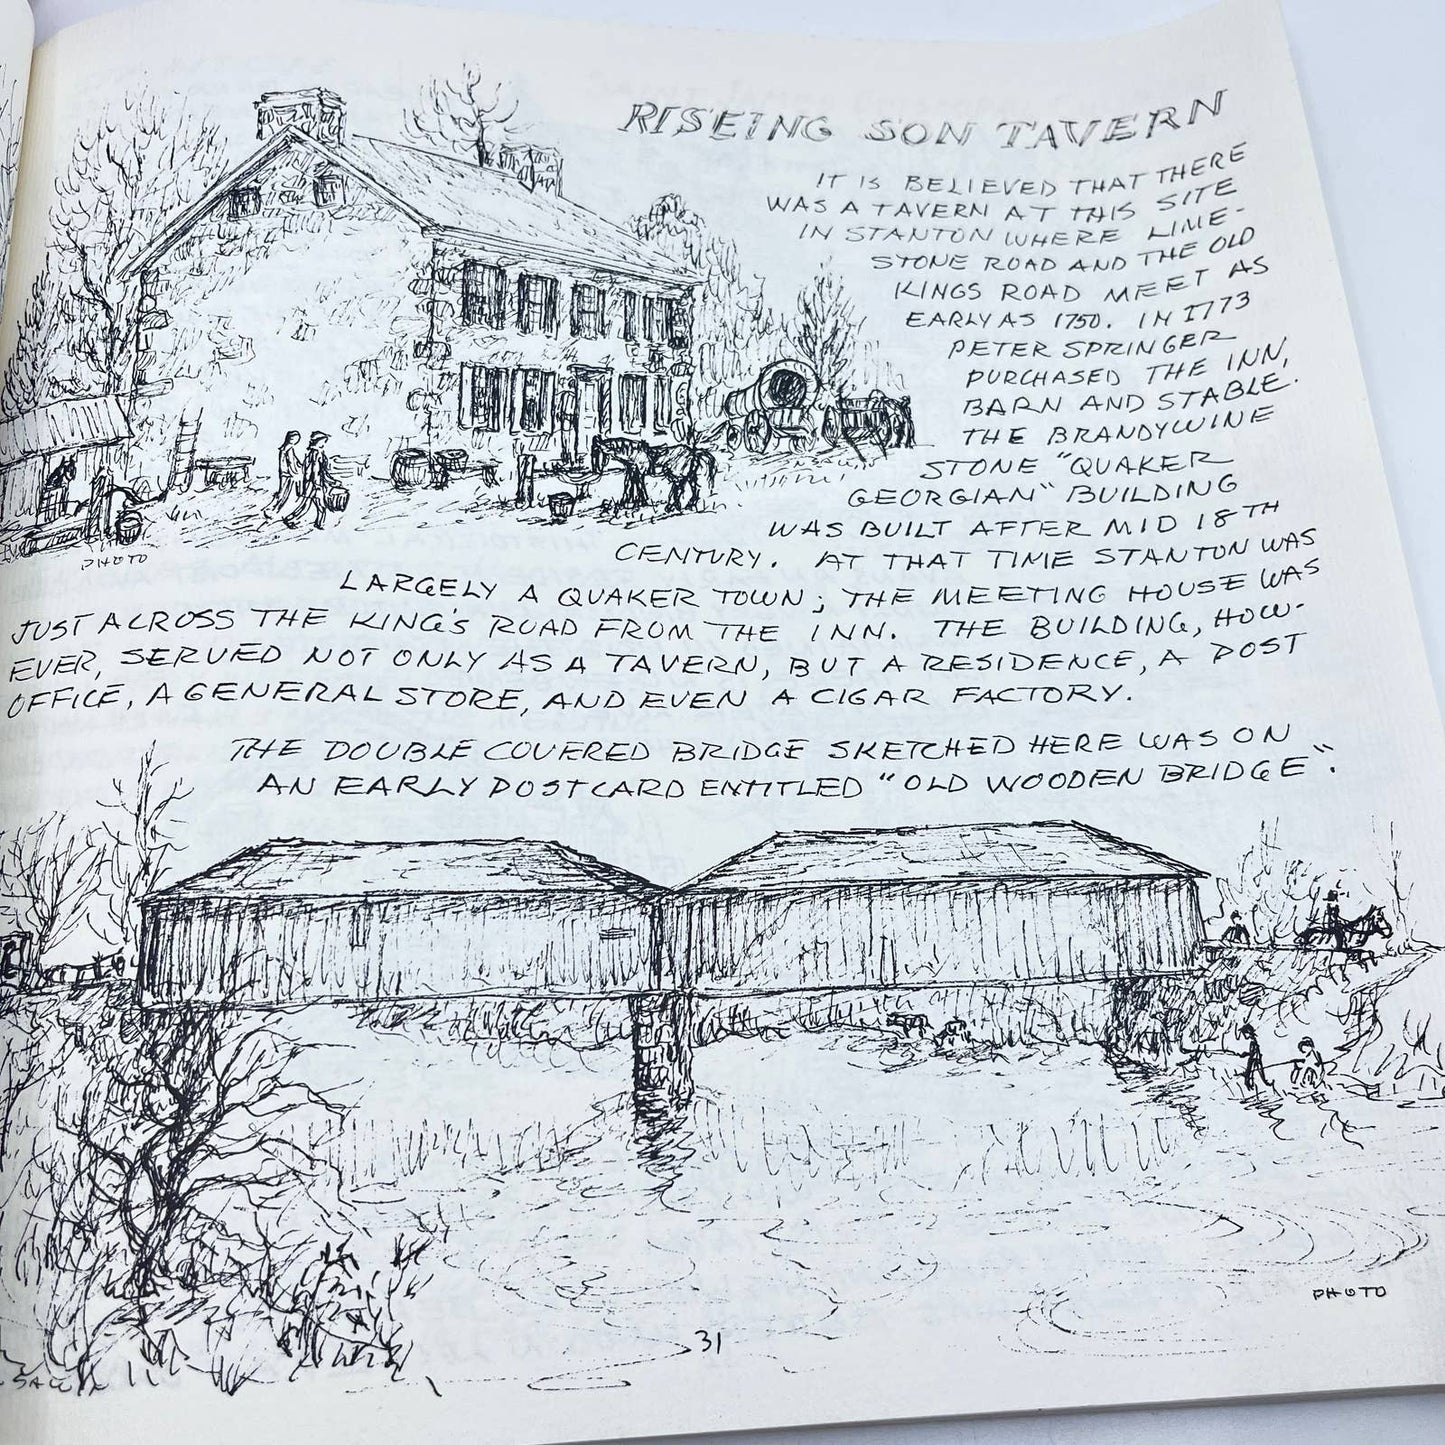 RISEING SON TAVERN
IT IS BELIEVED THAT THERE
WAS A TAVERN AT THIS SITE
IN STANTON WHERE LIME-
STONE ROAD AND THE OLD
KINGS ROAD MEET AS
EARLY AS 1750. IN 1773
PETER SPRINGER
PURCHASED THE INN,
BARN AND STABLE.
THE BRANDYWINE
STONE "QUAKER
GEORGIAN" BUILDING
WAS BUILT AFTER MID 18TH
CENTURY. AT THAT TIME STANTON WAS
LARGELY A QUAKER TOWN; THE MEETING HOUSE WAS
JUST ACROSS THE KING'S ROAD FROM THE INN. THE BUILDING, HOW-
EVER, SERVED NOT ONLY AS A TAVERN, BUT A RESIDENCE, A POST
OFFICE, A GENERAL STORE, AND EVEN A CIGAR FACTORY.
PHOTO
THE DOUBLE COVERED BRIDGE SKETCHED HERE WAS ON
AN EARLY POSTCARD ENTITLED "OLD WOODEN BRIDGE".
PHOTO
31